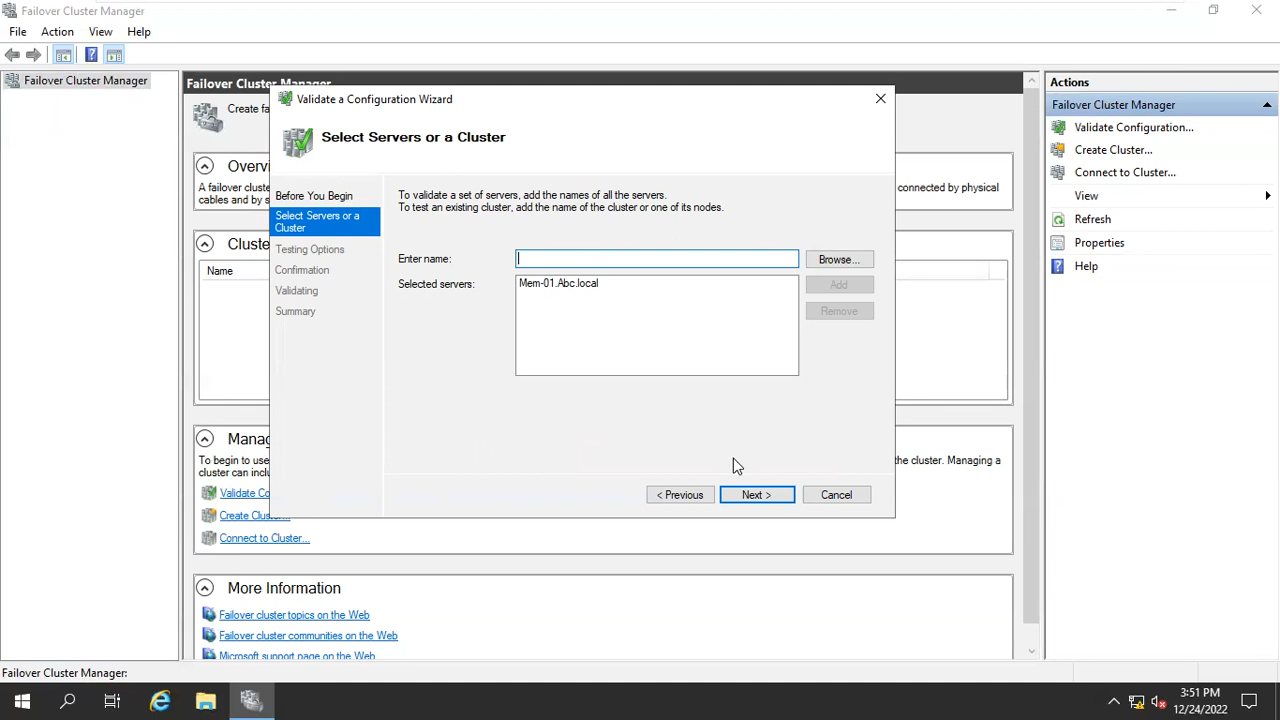 Failover Cluster Manager
File Action View Help
Failover Cluster Manager
Failover Cluster Manager
Create fa
Overvi
A failover cluste
connected by physical
cables and by s
Cluste
Name
Manag
To begin to use
the cluster. Managing a
cluster can inclu
Validate Co
Create Cluster...
Connect to Cluster...
More Information
Failover cluster topics on the Web
Failover cluster communities on the Web
Microsoft support page on the Web
Validate a Configuration Wizard
Select Servers or a Cluster
Before You Begin
Select Servers or a
Cluster
Testing Options
Confirmation
Validating
Summary
To validate a set of servers, add the names of all the servers.
To test an existing cluster, add the name of the cluster or one of its nodes.
Enter name:
Browse...
Selected servers:
Mem-01.Abc.local
Add
Remove
< Previous
Next >
Cancel
Actions
Failover Cluster Manager
Validate Configuration...
Create Cluster...
Connect to Cluster...
View
Refresh
Properties
Help
Failover Cluster Manager:
3:51 PM
12/24/2022